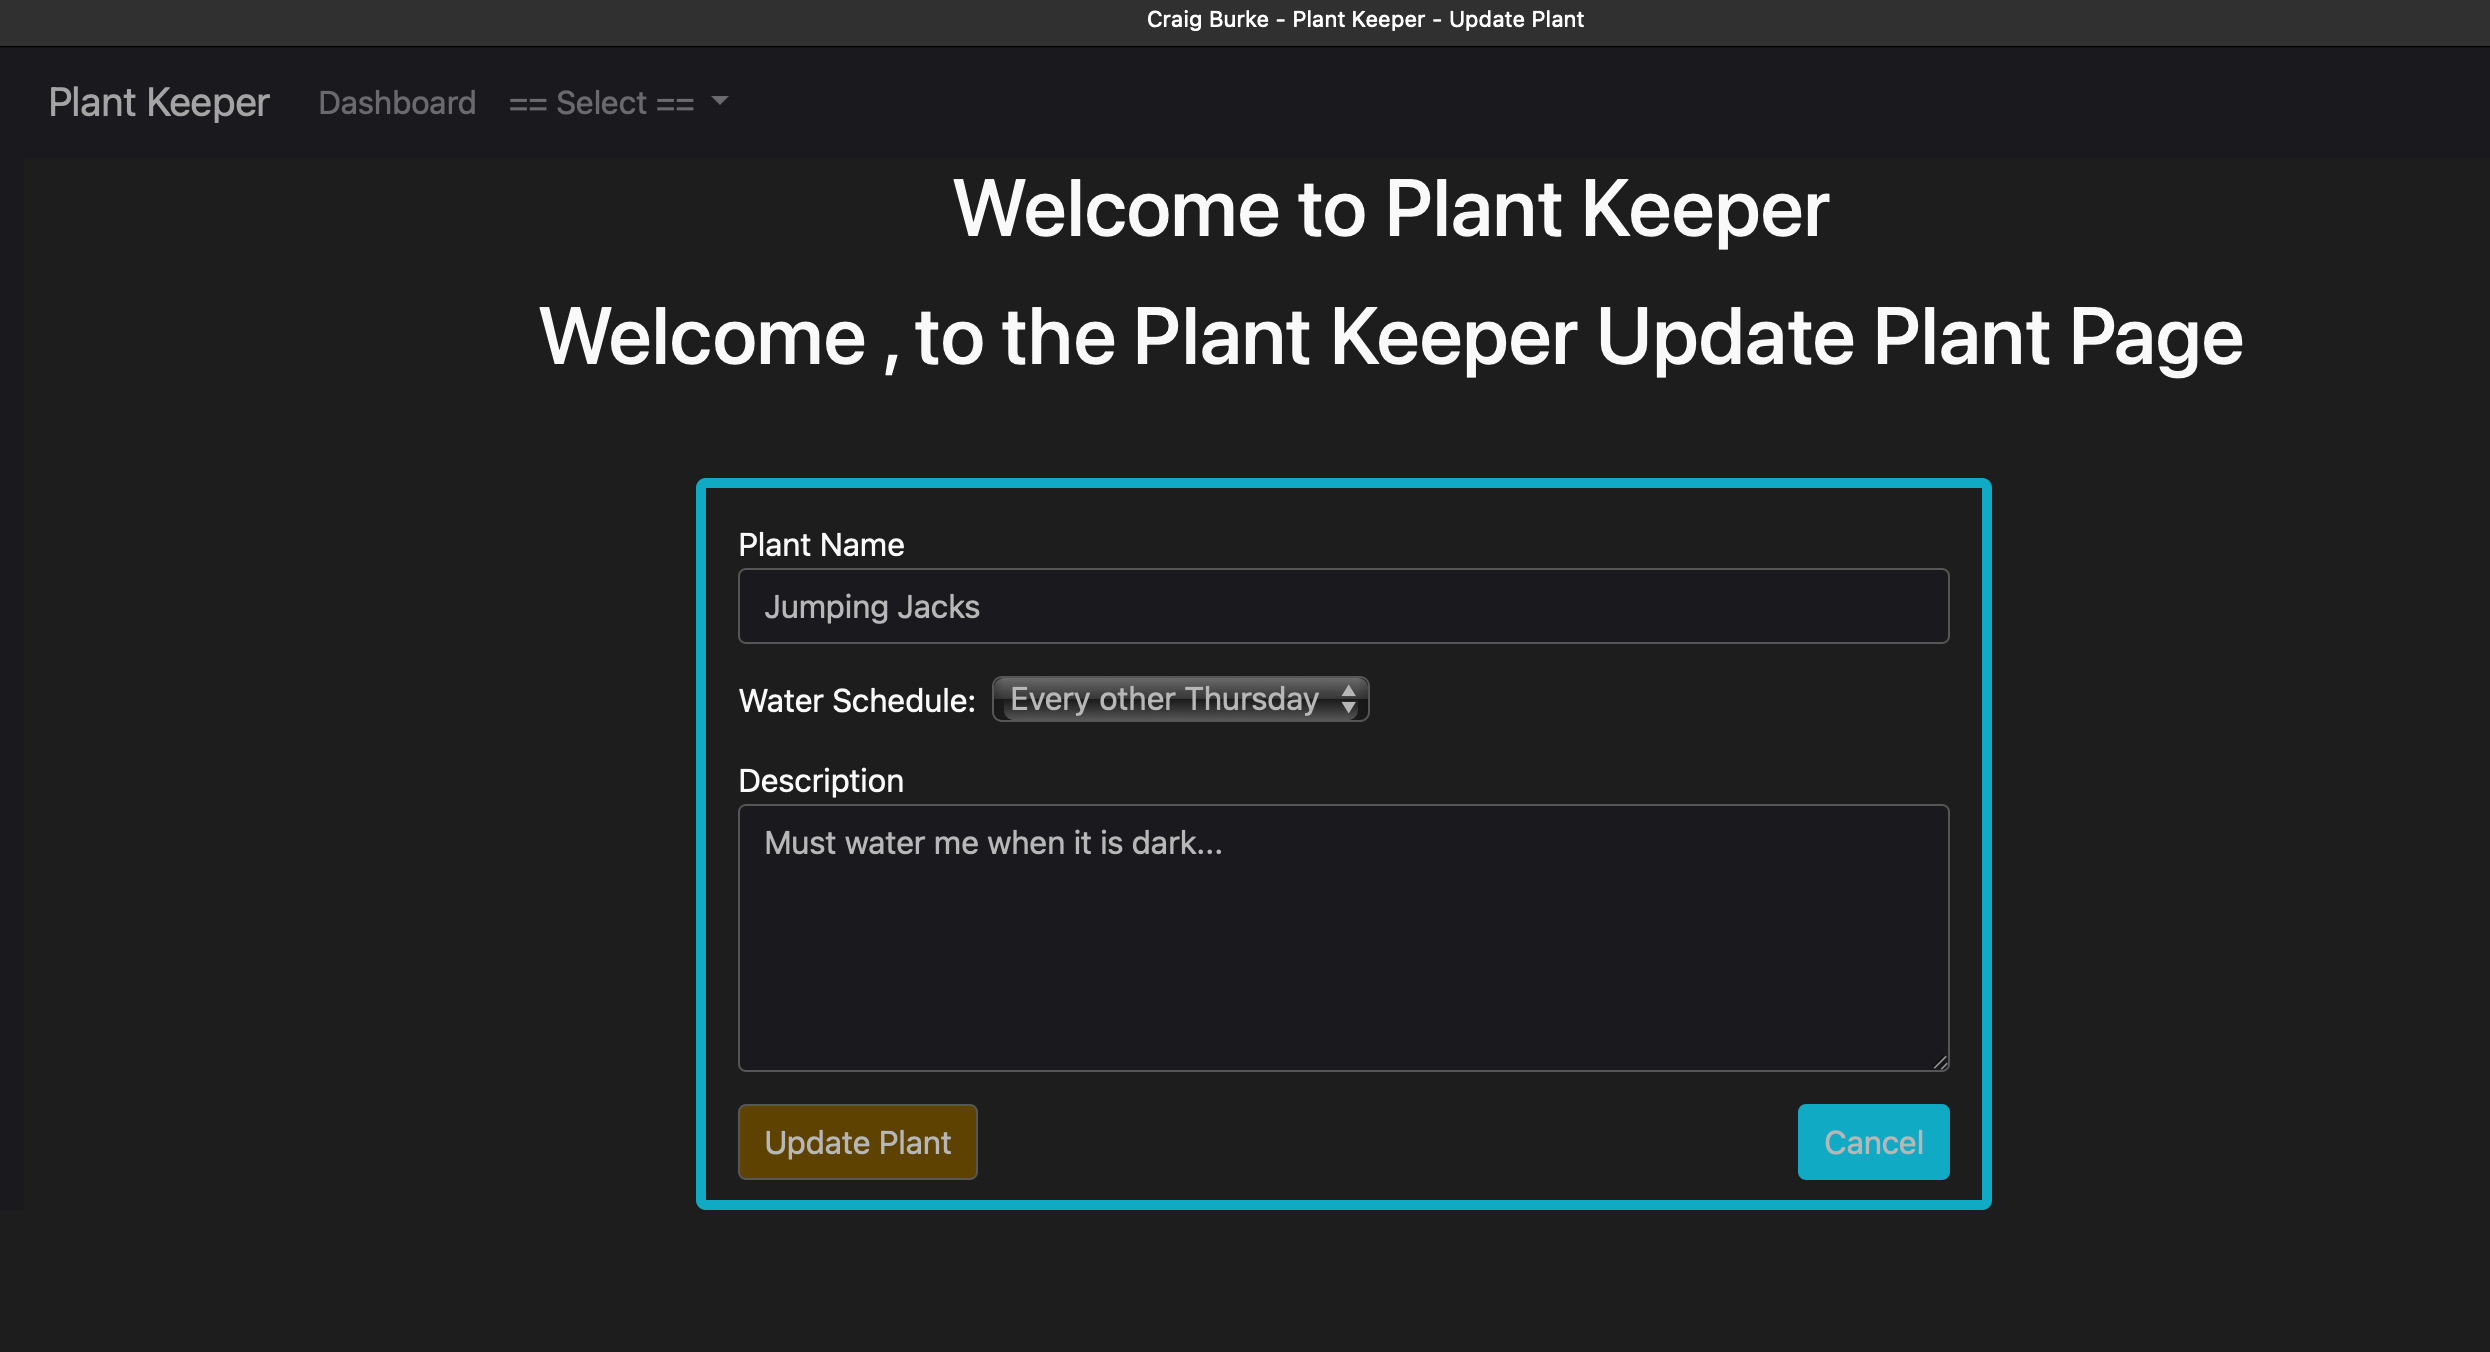 Craig Burke - Plant Keeper - Update Plant
Plant Keeper Dashboard == Select ==
Welcome to Plant Keeper
Welcome , to the Plant Keeper Update Plant Page
Plant Name
Jumping Jacks
Water Schedule: Every other Thursday
Description
Must water me when it is dark...
Update Plant Cancel